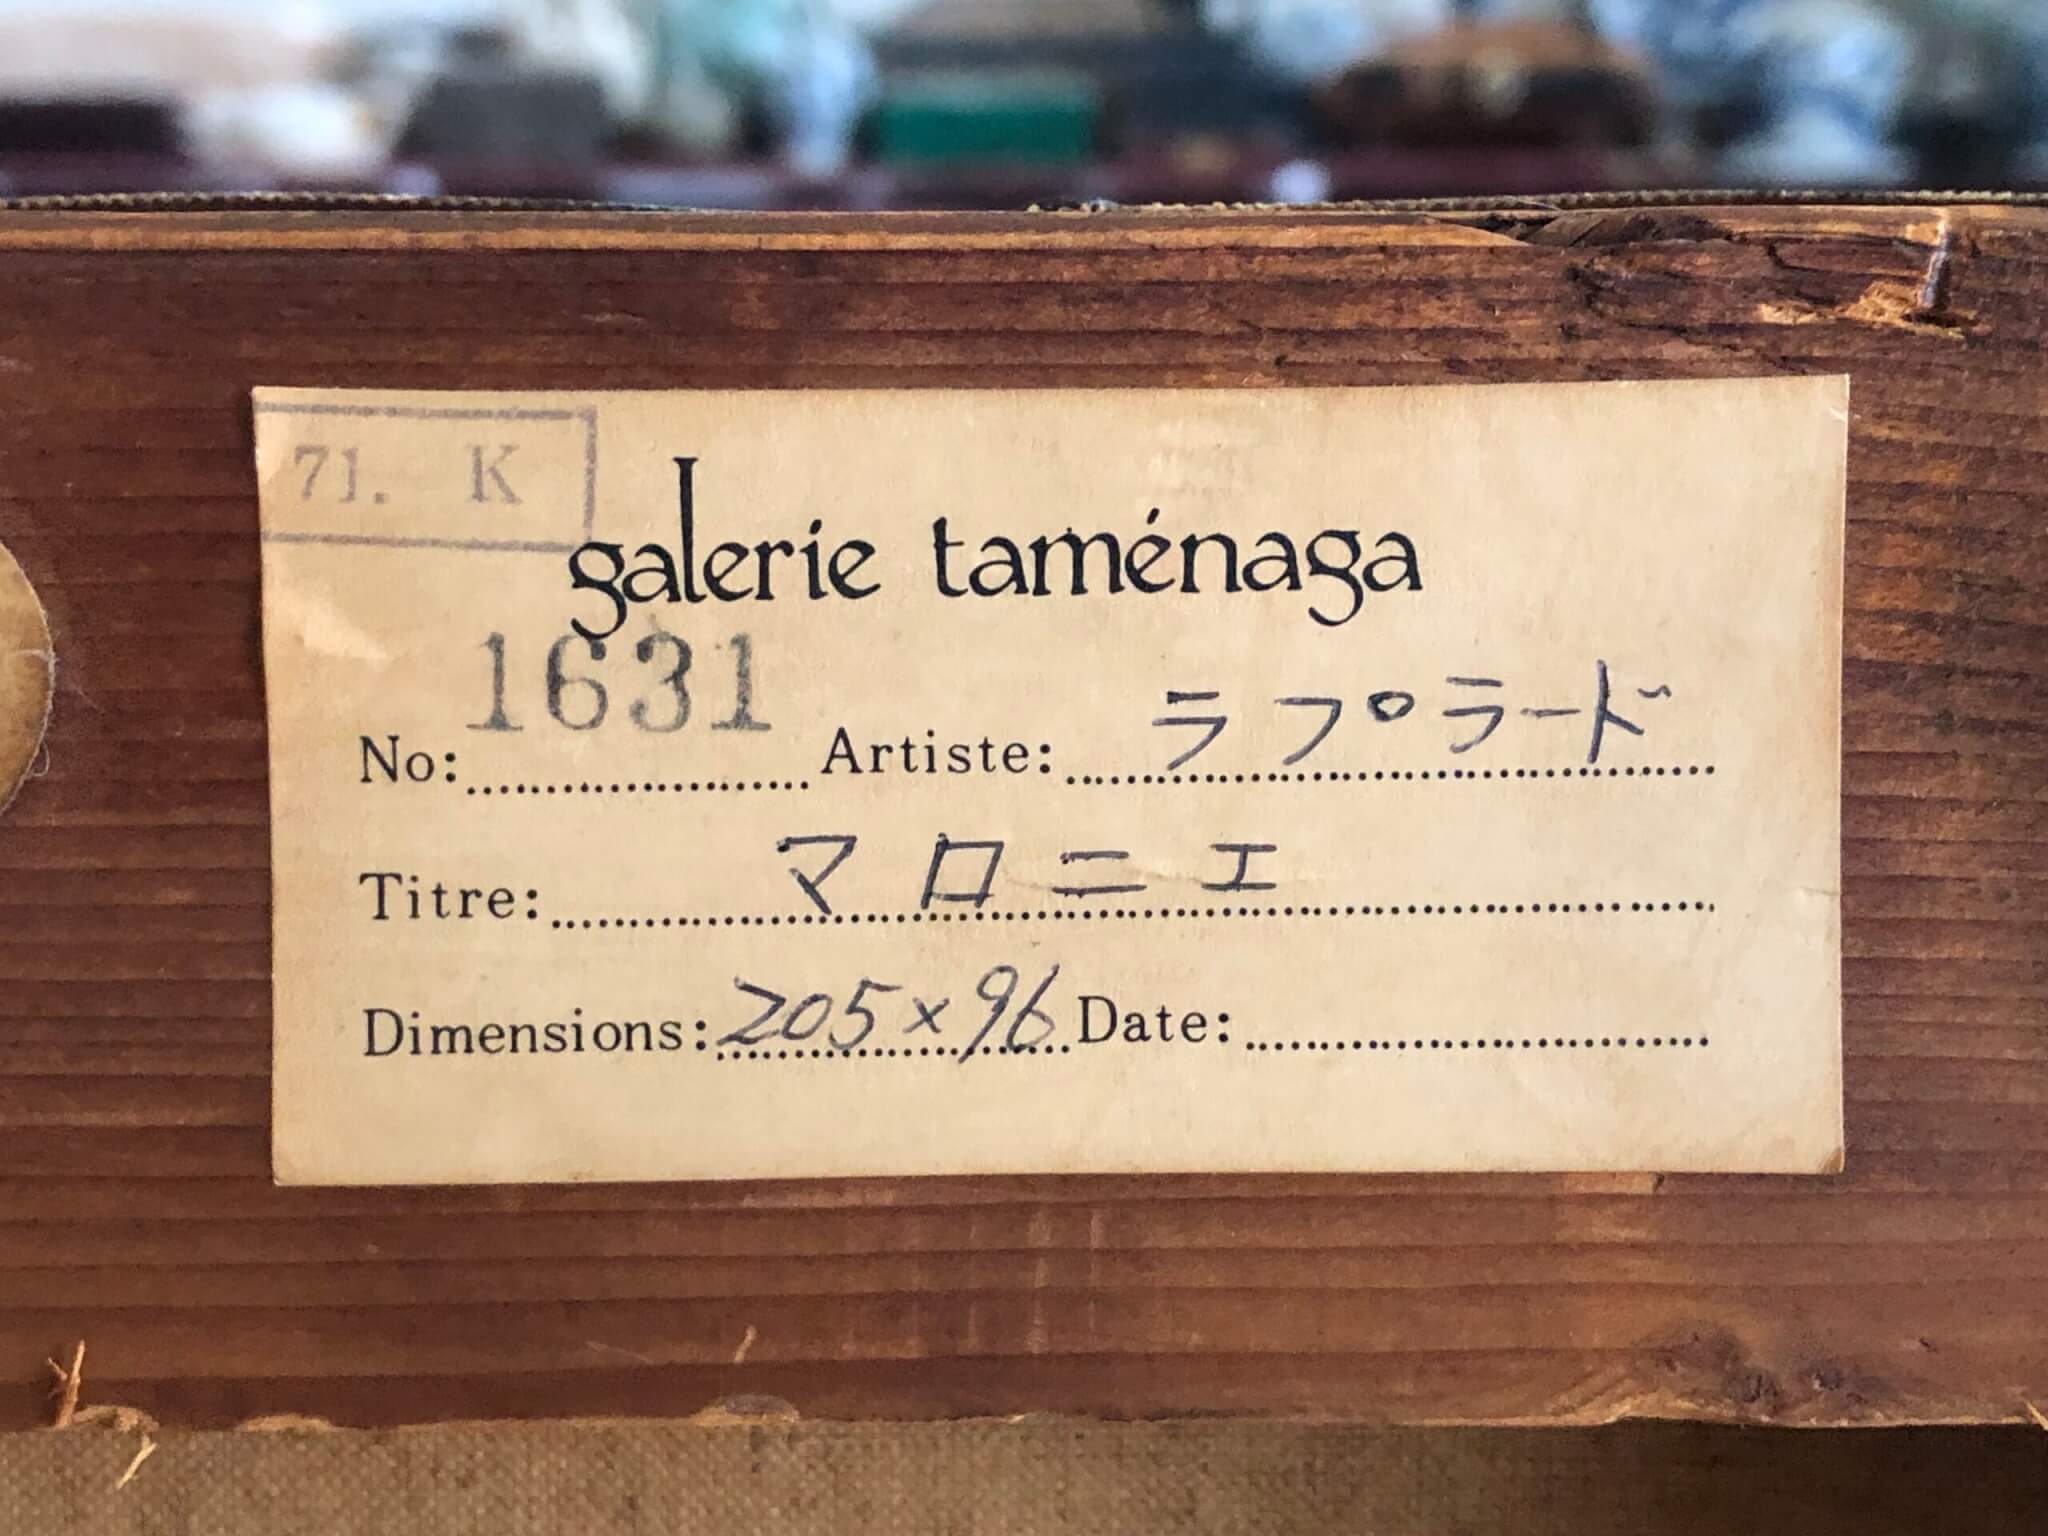 71. K
galerie taménaga
No: 1631 Artiste: ラプラード
Titre: マロニエ
Dimensions: 205×96 Date: